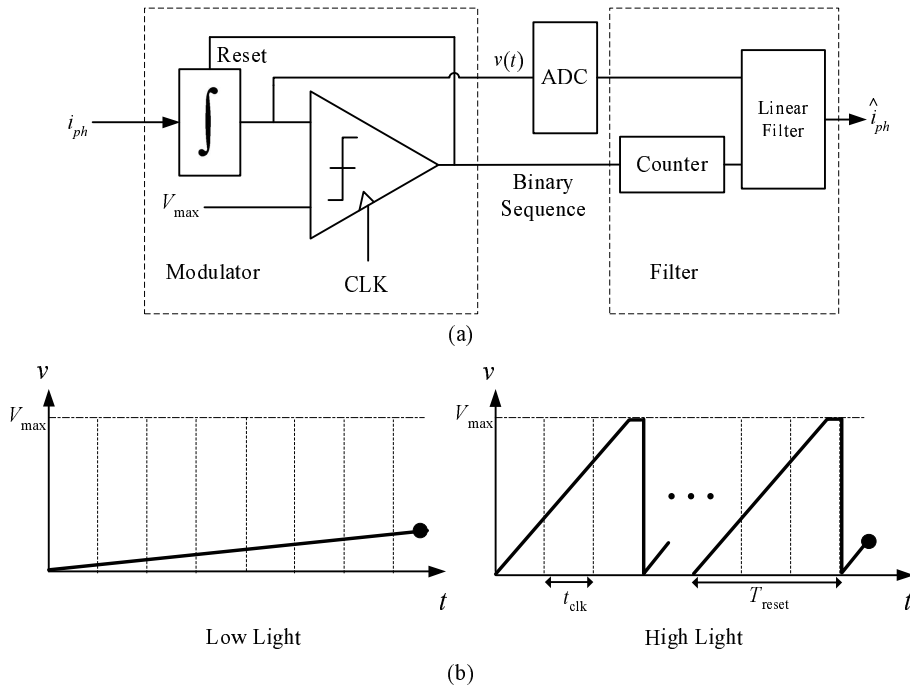 Reset
v(t)
ADC
i_ph
∫
Linear
Filter
î_ph
Counter
V_max
Binary
Sequence
Modulator
CLK
Filter
(a)
v
v
V_max
V_max
• • •
t
t
t_clk
T_reset
Low Light
High Light
(b)